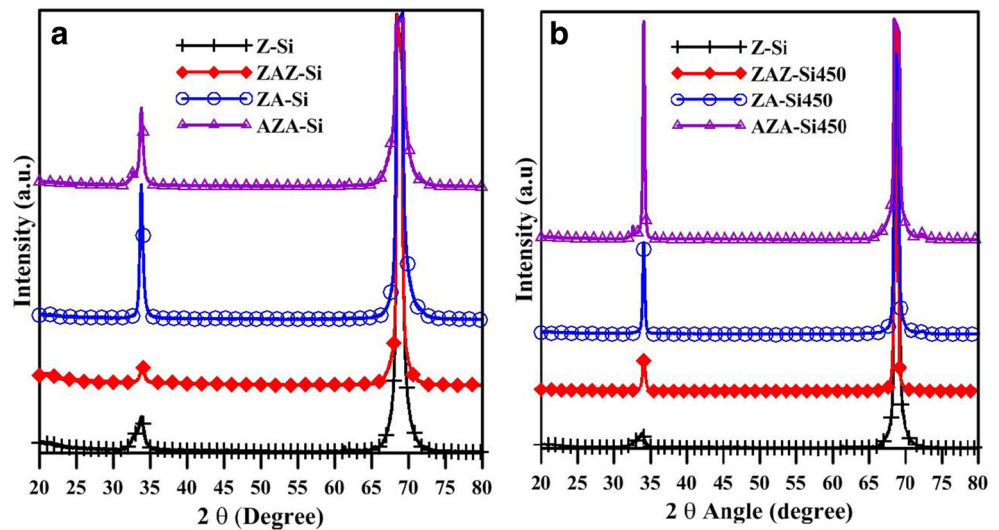 a
Z-Si
ZAZ-Si
ZA-Si
AZA-Si
Intensity (a.u.)
20 25 30 35 40 45 50 55 60 65 70 75 80
2 θ (Degree)
b
Z-Si
ZAZ-Si450
ZA-Si450
AZA-Si450
Intensity (a.u)
20 25 30 35 40 45 50 55 60 65 70 75 80
2 θ Angle (degree)